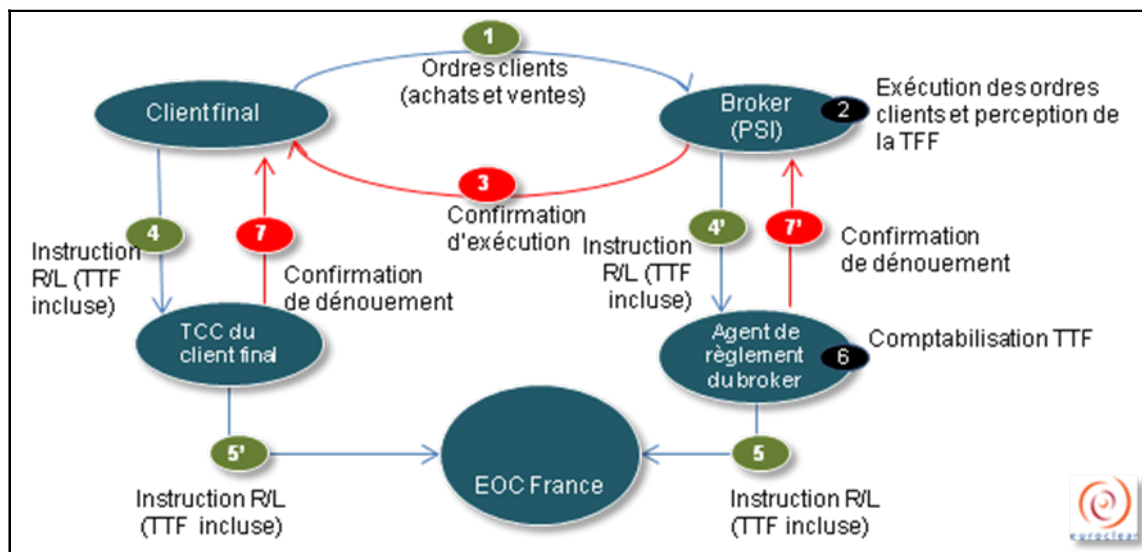 1
Ordres clients
(achats et ventes)
Client final
Broker
(PSI)
2
Exécution des ordres
clients et perception de
la TFF
3
Confirmation
d'exécution
4
Instruction
R/L (TTF
incluse)
7
Confirmation
de dénouement
4’
Instruction
R/L (TTF
incluse)
7’
Confirmation
de dénouement
TCC du
client final
Agent de
règlement
du broker
6
Comptabilisation TTF
5’
Instruction R/L
(TTF incluse)
EOC France
5
Instruction R/L
(TTF incluse)
euroclear